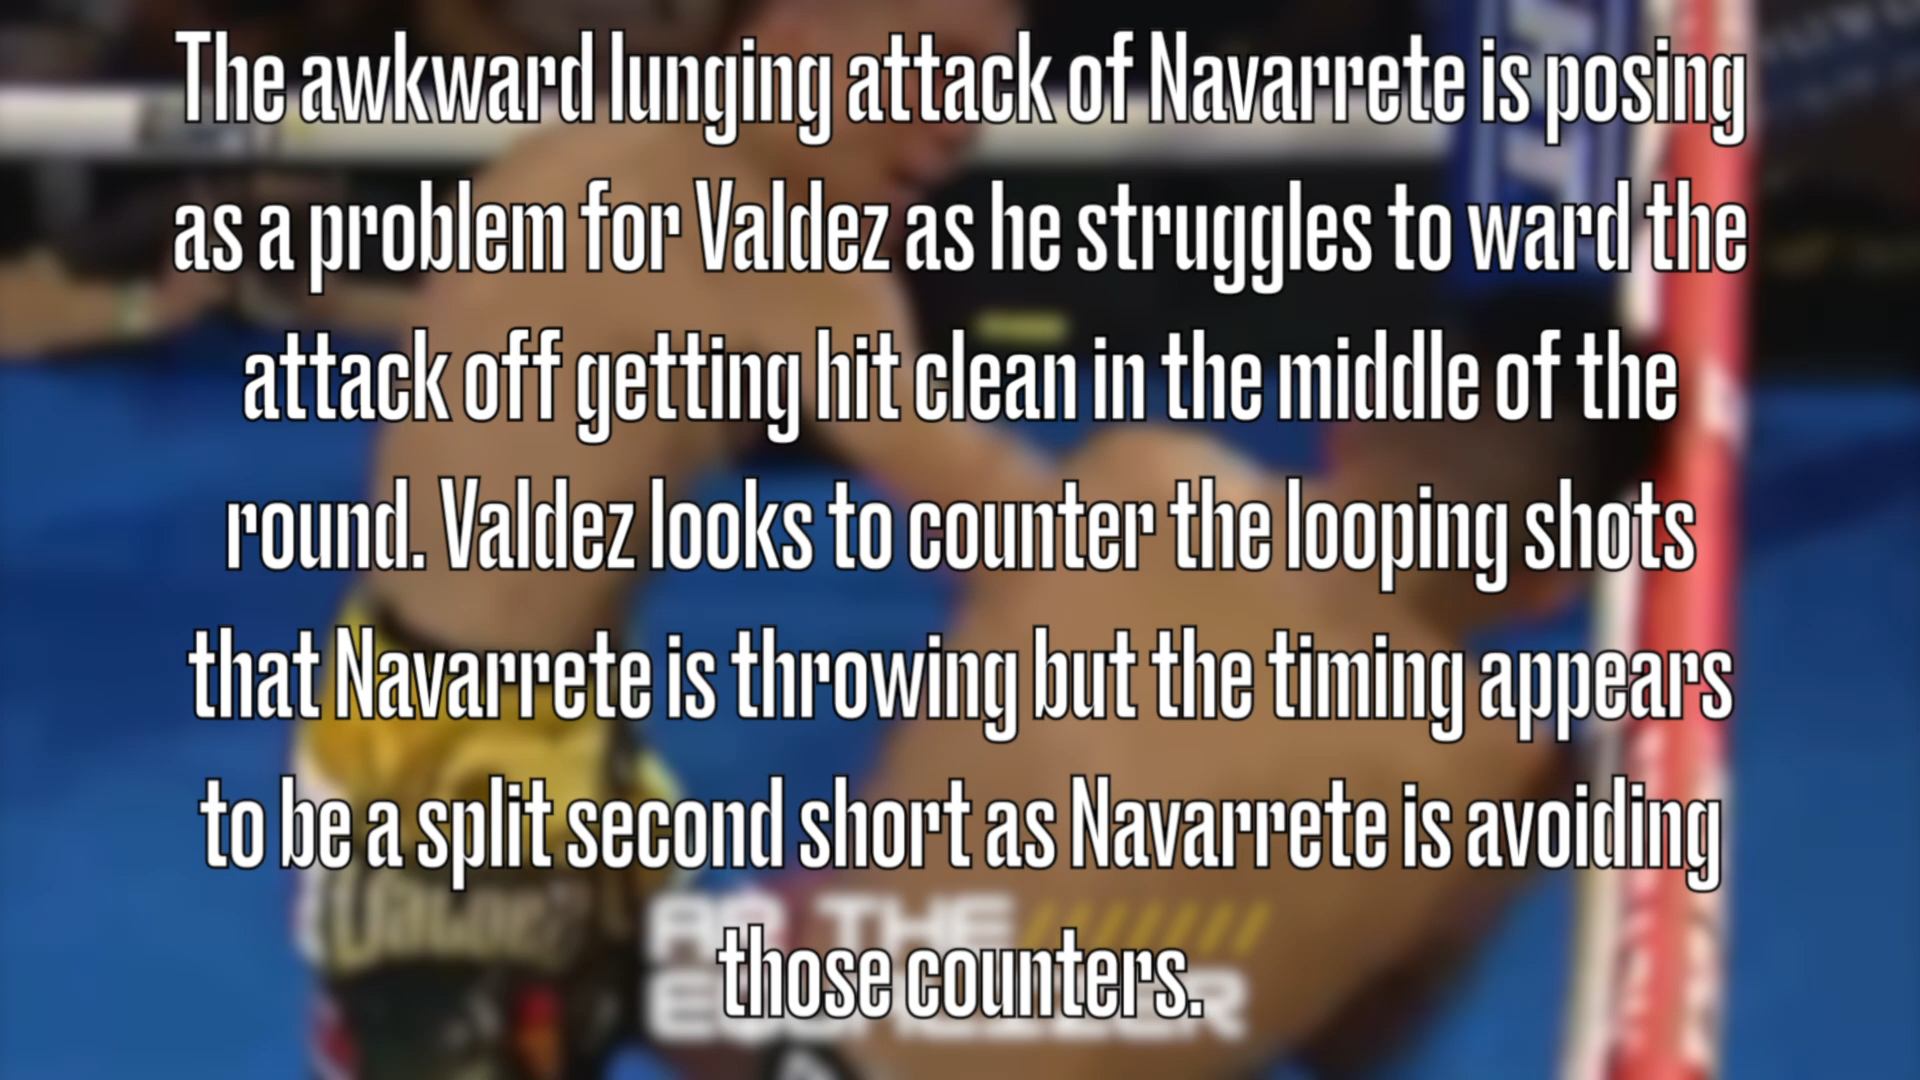 The awkward lunging attack of Navarrete is posing
as a problem for Valdez as he struggles to ward the
attack off getting hit clean in the middle of the
round. Valdez looks to counter the looping shots
that Navarrete is throwing but the timing appears
to be a split second short as Navarrete is avoiding
those counters.